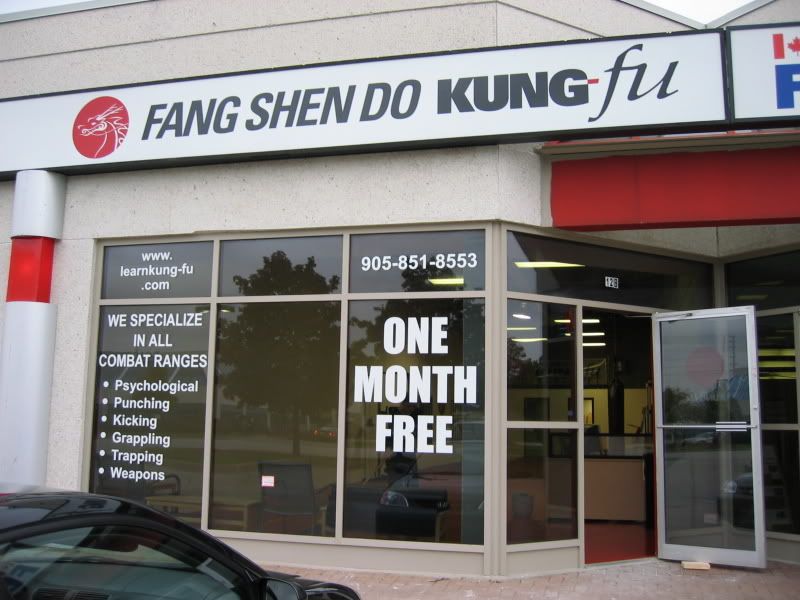 FANG SHEN DO KUNG-fu
F
www.
learnkung-fu
.com
905-851-8553
WE SPECIALIZE
IN ALL
COMBAT RANGES
• Psychological
• Punching
• Kicking
• Grappling
• Trapping
• Weapons
ONE
MONTH
FREE